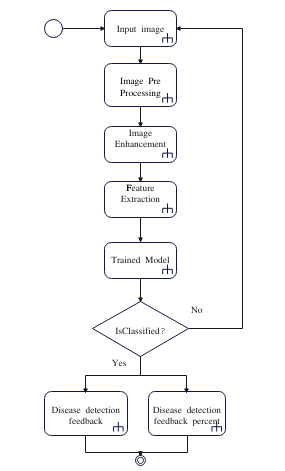 Input image
Image Pre
Processing
Image
Enhancement
Feature
Extraction
Trained Model
IsClassified?
No
Yes
Disease detection
feedback
Disease detection
feedback percent